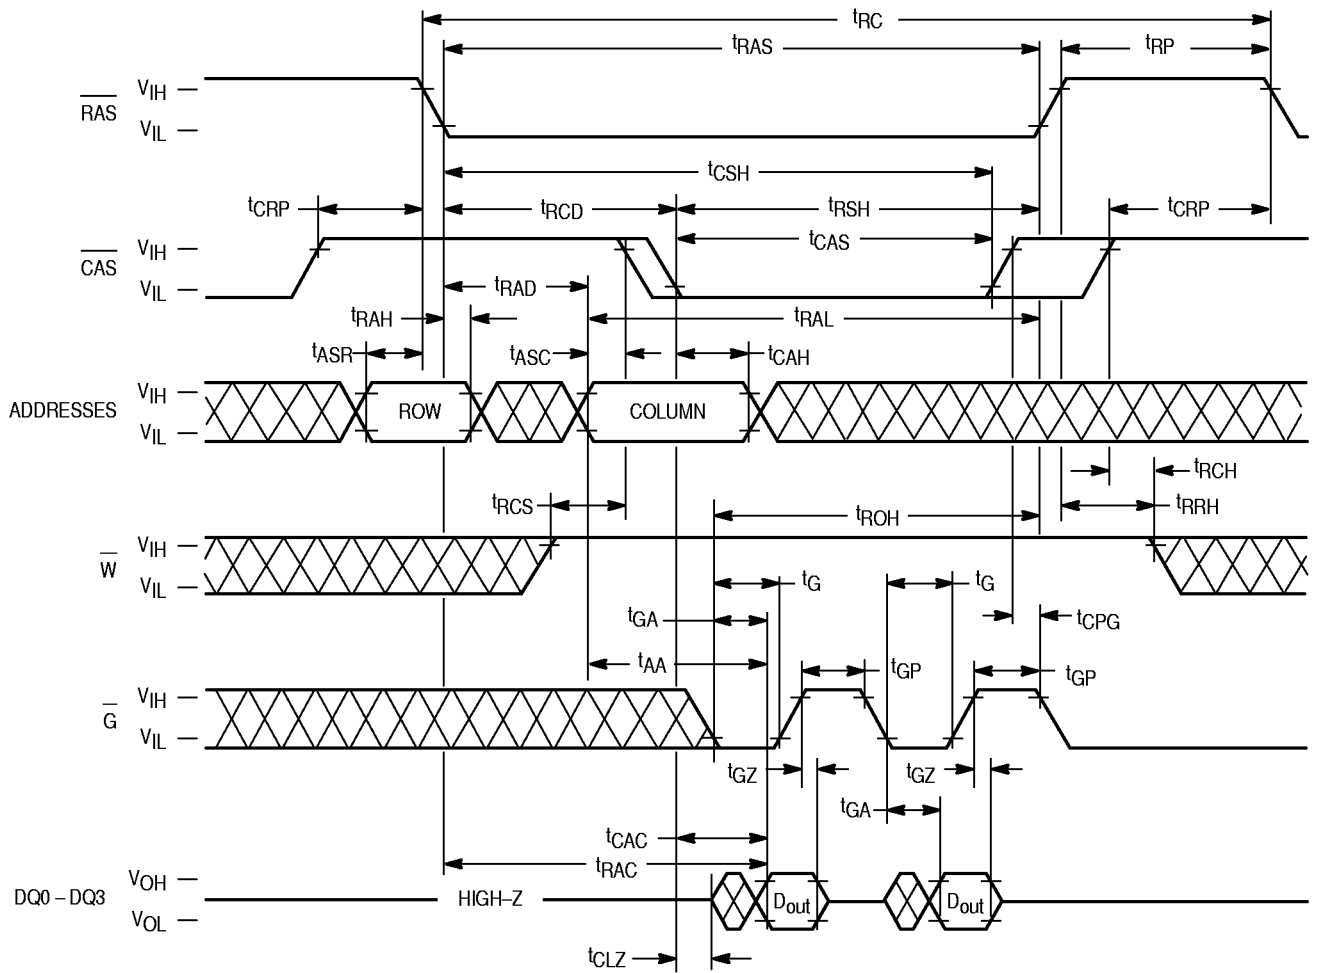 tRC
tRAS
tRP
RAS
VIH
VIL
tCSH
tCRP
tRCD
tRSH
tCRP
tCAS
CAS
VIH
VIL
tRAD
tRAH
tRAL
tASR
tASC
tCAH
ADDRESSES
VIH
VIL
ROW
COLUMN
tRCH
tRCS
tROH
tRRH
W
VIH
VIL
tG
tG
tGA
tCPG
tAA
tGP
tGP
G
VIH
VIL
tGZ
tGZ
tGA
tCAC
tRAC
DQ0 – DQ3
VOH
VOL
HIGH–Z
Dout
Dout
tCLZ